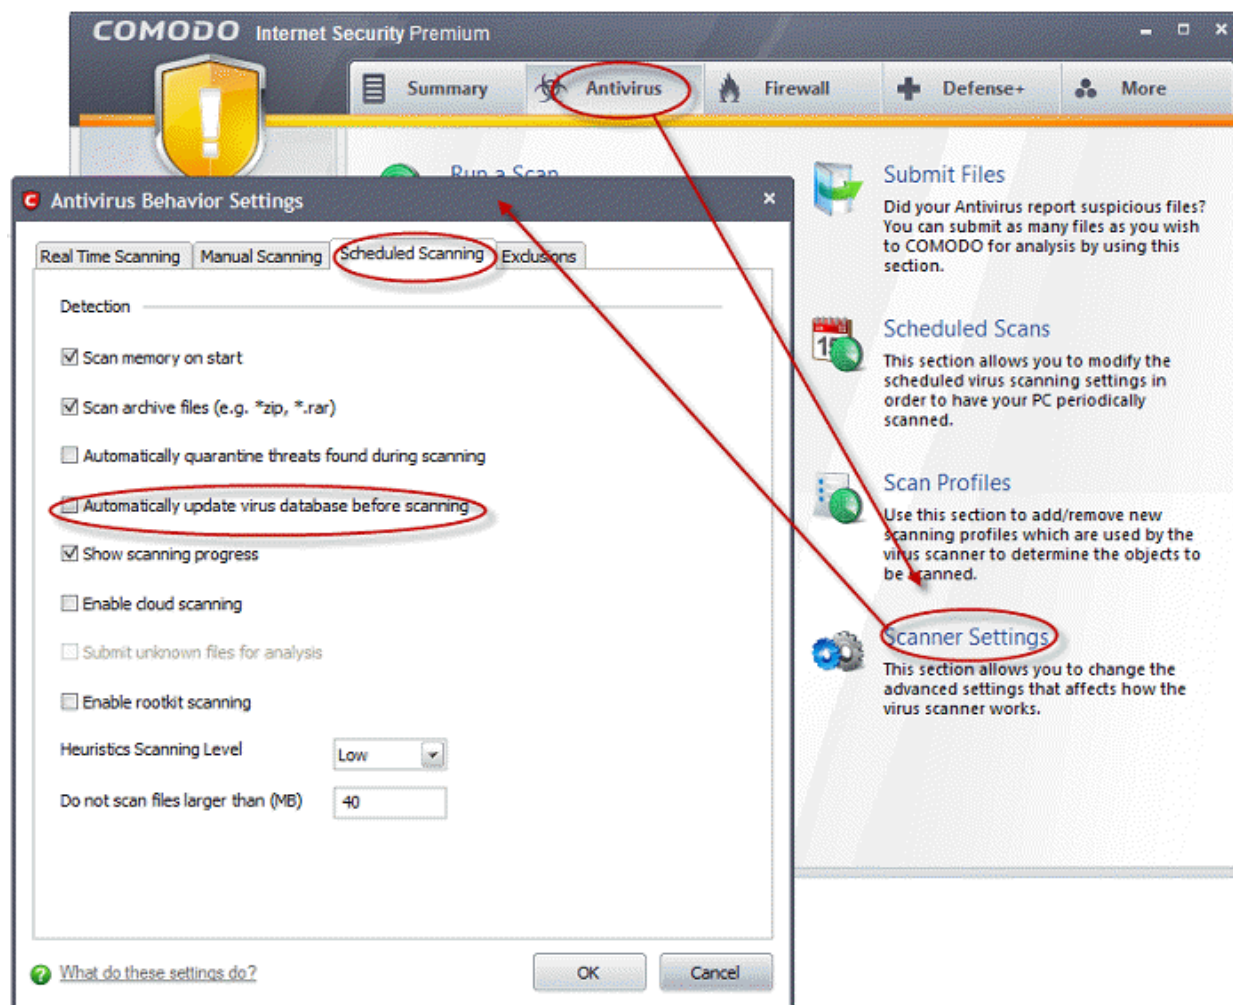 COMODO Internet Security Premium
Summary
Antivirus
Firewall
Defense+
More
Run a Scan
Submit Files
Did your Antivirus report suspicious files?
You can submit as many files as you wish
to COMODO for analysis by using this
section.
Scheduled Scans
This section allows you to modify the
scheduled virus scanning settings in
order to have your PC periodically
scanned.
Scan Profiles
Use this section to add/remove new
scanning profiles which are used by the
virus scanner to determine the objects to
be scanned.
Scanner Settings
This section allows you to change the
advanced settings that affects how the
virus scanner works.
Antivirus Behavior Settings
Real Time Scanning
Manual Scanning
Scheduled Scanning
Exclusions
Detection
Scan memory on start
Scan archive files (e.g. *zip, *.rar)
Automatically quarantine threats found during scanning
Automatically update virus database before scanning
Show scanning progress
Enable cloud scanning
Submit unknown files for analysis
Enable rootkit scanning
Heuristics Scanning Level
Low
Do not scan files larger than (MB)
40
What do these settings do?
OK
Cancel